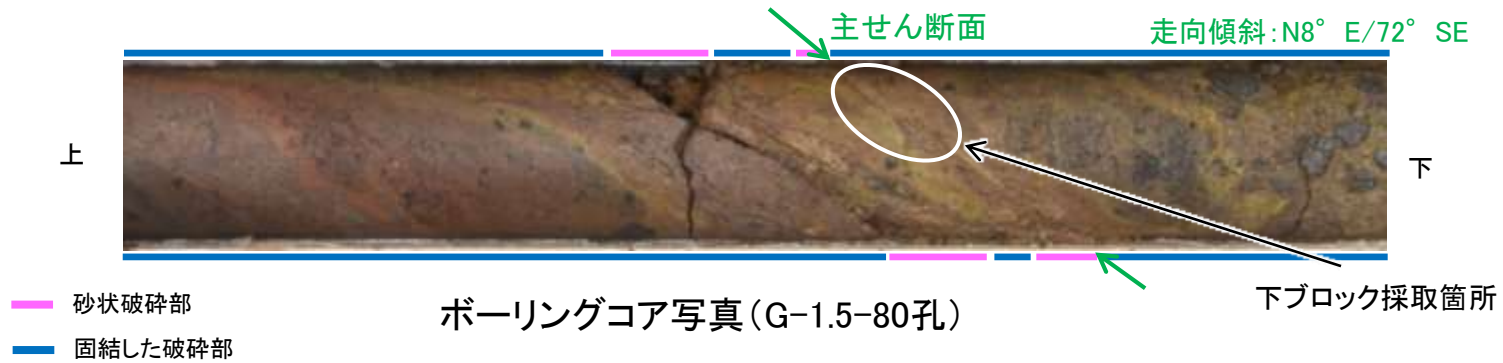 主せん断面
走向傾斜:N8°E/72°SE
上
下
砂状破砕部
固結した破砕部
ボーリングコア写真(G-1.5-80孔)
下ブロック採取箇所